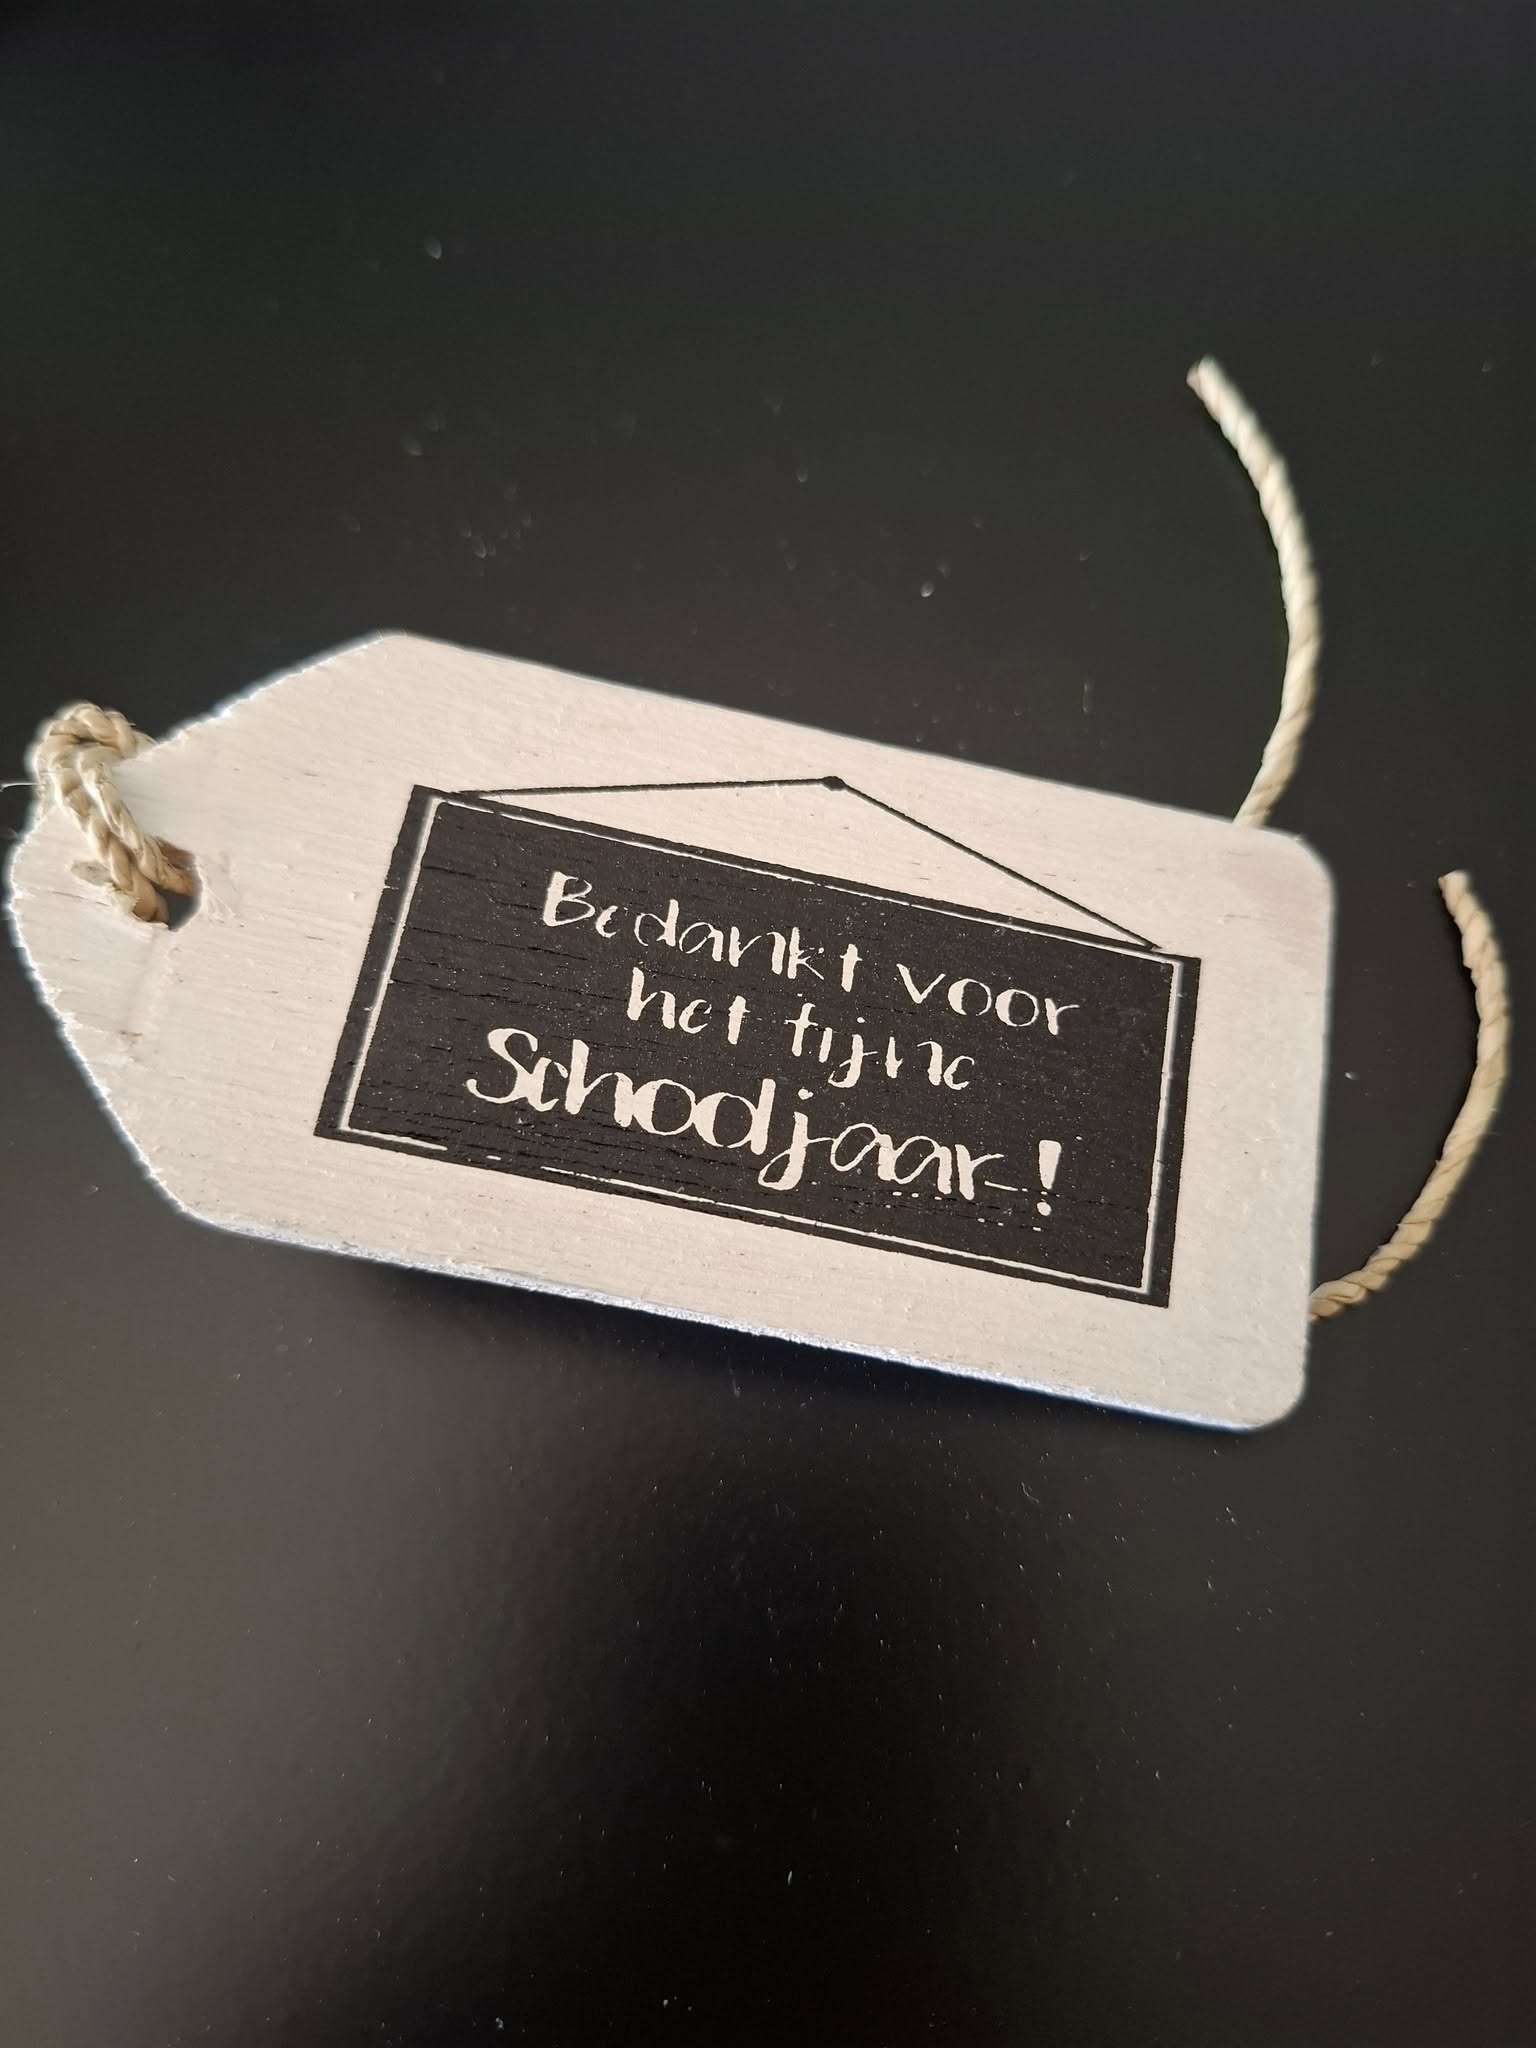 Bedankt voor
het fijne
Schooljaar!